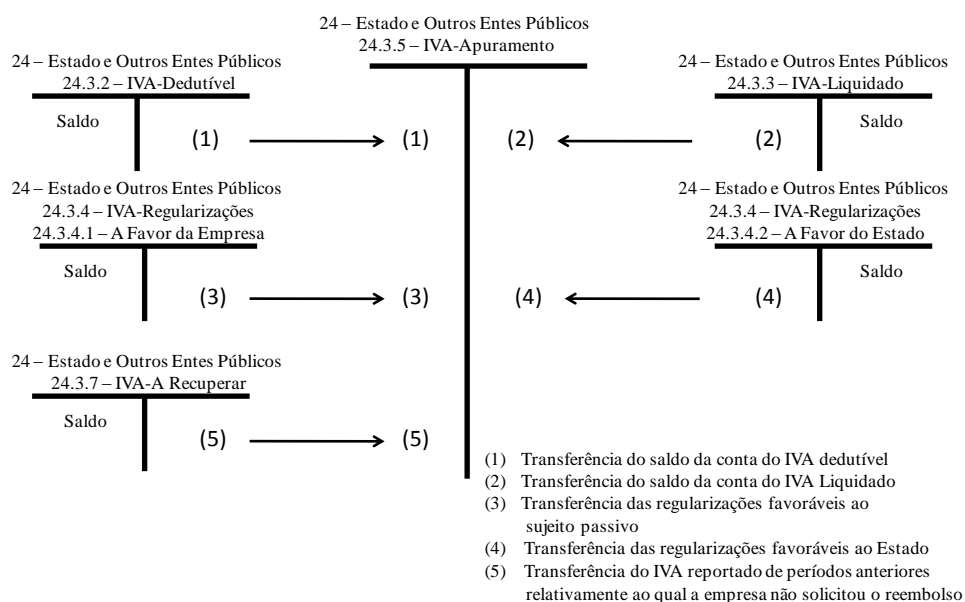 24 – Estado e Outros Entes Públicos
24.3.5 – IVA-Apuramento
24 – Estado e Outros Entes Públicos
24.3.2 – IVA-Dedutível
24 – Estado e Outros Entes Públicos
24.3.3 – IVA-Liquidado
Saldo
(1)
(1)
(2)
(2)
Saldo
24 – Estado e Outros Entes Públicos
24.3.4 – IVA-Regularizações
24.3.4.1 – A Favor da Empresa
24 – Estado e Outros Entes Públicos
24.3.4 – IVA-Regularizações
24.3.4.2 – A Favor do Estado
Saldo
(3)
(3)
(4)
(4)
Saldo
24 – Estado e Outros Entes Públicos
24.3.7 – IVA-A Recuperar
Saldo
(5)
(5)
(1) Transferência do saldo da conta do IVA dedutível
(2) Transferência do saldo da conta do IVA Liquidado
(3) Transferência das regularizações favoráveis ao
sujeito passivo
(4) Transferência das regularizações favoráveis ao Estado
(5) Transferência do IVA reportado de períodos anteriores
relativamente ao qual a empresa não solicitou o reembolso